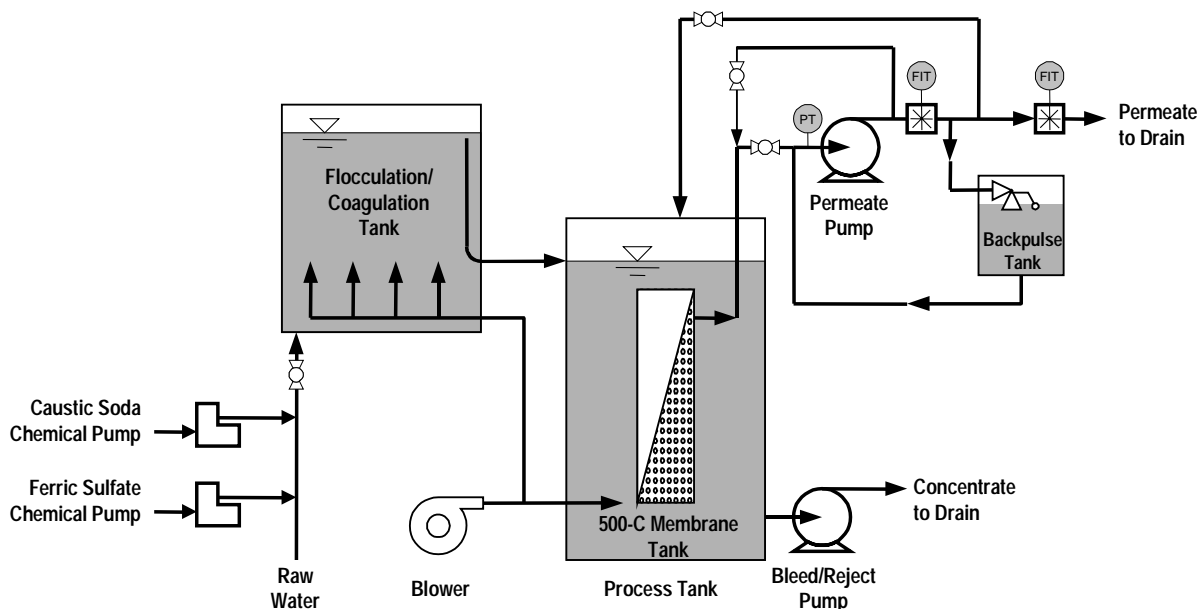 FIT
FIT
PT
Permeate
to Drain
Flocculation/
Coagulation
Tank
Permeate
Pump
Backpulse
Tank
Caustic Soda
Chemical Pump
Ferric Sulfate
Chemical Pump
500-C Membrane
Tank
Concentrate
to Drain
Raw
Water
Blower
Process Tank
Bleed/Reject
Pump